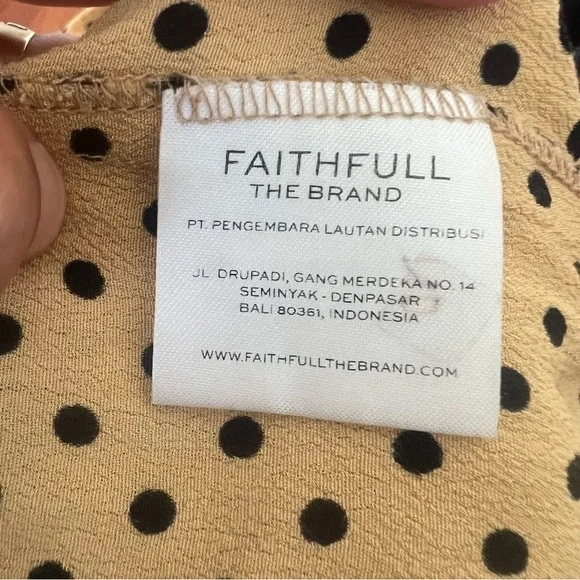 FAITHFULL
THE BRAND
PT. PENGEMBARA LAUTAN DISTRIBUSI
JL DRUPADI, GANG MERDEKA NO. 14
SEMINYAK - DENPASAR
BALI 80361, INDONESIA
WWW.FAITHFULLTHEBRAND.COM